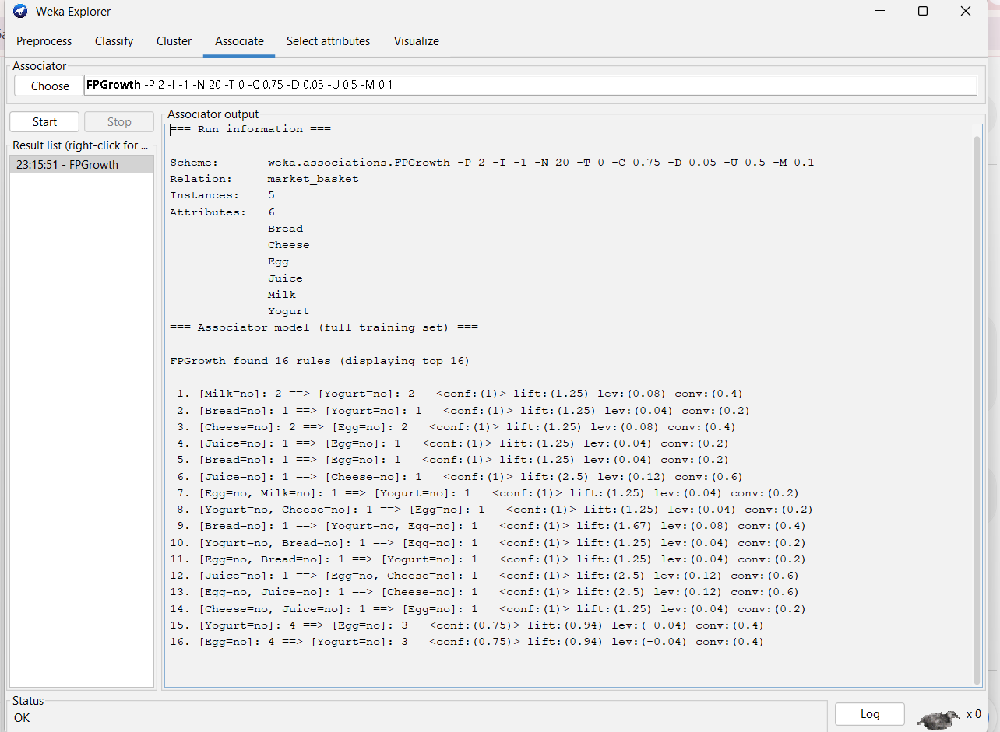 Weka Explorer
Preprocess Classify Cluster Associate Select attributes Visualize
Associator
Choose FPGrowth -P 2 -I -1 -N 20 -T 0 -C 0.75 -D 0.05 -U 0.5 -M 0.1
Start Stop
Result list (right-click for ...
23:15:51 - FPGrowth
Associator output
=== Run information ===
Scheme: weka.associations.FPGrowth -P 2 -I -1 -N 20 -T 0 -C 0.75 -D 0.05 -U 0.5 -M 0.1
Relation: market_basket
Instances: 5
Attributes: 6
Bread
Cheese
Egg
Juice
Milk
Yogurt
=== Associator model (full training set) ===
FPGrowth found 16 rules (displaying top 16)
1. [Milk=no]: 2 ==> [Yogurt=no]: 2 <conf:(1)> lift:(1.25) lev:(0.08) conv:(0.4)
2. [Bread=no]: 1 ==> [Yogurt=no]: 1 <conf:(1)> lift:(1.25) lev:(0.04) conv:(0.2)
3. [Cheese=no]: 2 ==> [Egg=no]: 2 <conf:(1)> lift:(1.25) lev:(0.08) conv:(0.4)
4. [Juice=no]: 1 ==> [Egg=no]: 1 <conf:(1)> lift:(1.25) lev:(0.04) conv:(0.2)
5. [Bread=no]: 1 ==> [Egg=no]: 1 <conf:(1)> lift:(1.25) lev:(0.04) conv:(0.2)
6. [Juice=no]: 1 ==> [Cheese=no]: 1 <conf:(1)> lift:(2.5) lev:(0.12) conv:(0.6)
7. [Egg=no, Milk=no]: 1 ==> [Yogurt=no]: 1 <conf:(1)> lift:(1.25) lev:(0.04) conv:(0.2)
8. [Yogurt=no, Cheese=no]: 1 ==> [Egg=no]: 1 <conf:(1)> lift:(1.25) lev:(0.04) conv:(0.2)
9. [Bread=no]: 1 ==> [Yogurt=no, Egg=no]: 1 <conf:(1)> lift:(1.67) lev:(0.08) conv:(0.4)
10. [Yogurt=no, Bread=no]: 1 ==> [Egg=no]: 1 <conf:(1)> lift:(1.25) lev:(0.04) conv:(0.2)
11. [Egg=no, Bread=no]: 1 ==> [Yogurt=no]: 1 <conf:(1)> lift:(1.25) lev:(0.04) conv:(0.2)
12. [Juice=no]: 1 ==> [Egg=no, Cheese=no]: 1 <conf:(1)> lift:(2.5) lev:(0.12) conv:(0.6)
13. [Egg=no, Juice=no]: 1 ==> [Cheese=no]: 1 <conf:(1)> lift:(2.5) lev:(0.12) conv:(0.6)
14. [Cheese=no, Juice=no]: 1 ==> [Egg=no]: 1 <conf:(1)> lift:(1.25) lev:(0.04) conv:(0.2)
15. [Yogurt=no]: 4 ==> [Egg=no]: 3 <conf:(0.75)> lift:(0.94) lev:(-0.04) conv:(0.4)
16. [Egg=no]: 4 ==> [Yogurt=no]: 3 <conf:(0.75)> lift:(0.94) lev:(-0.04) conv:(0.4)
Status
OK
Log x 0